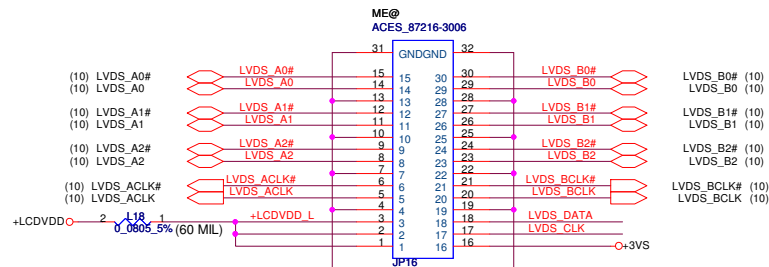 ME@
ACES_87216-3006
31 GNDGND 32
(10) LVDS_A0# LVDS_A0# 15 15 30 30 LVDS_B0# LVDS_B0# (10)
(10) LVDS_A0 LVDS_A0 14 14 29 29 LVDS_B0 LVDS_B0 (10)
13 13 28 28
(10) LVDS_A1# LVDS_A1# 12 12 27 27 LVDS_B1# LVDS_B1# (10)
(10) LVDS_A1 LVDS_A1 11 11 26 26 LVDS_B1 LVDS_B1 (10)
10 10 25 25
(10) LVDS_A2# LVDS_A2# 9 9 24 24 LVDS_B2# LVDS_B2# (10)
(10) LVDS_A2 LVDS_A2 8 8 23 23 LVDS_B2 LVDS_B2 (10)
7 7 22 22
(10) LVDS_ACLK# LVDS_ACLK# 6 6 21 21 LVDS_BCLK# LVDS_BCLK# (10)
(10) LVDS_ACLK LVDS_ACLK 5 5 20 20 LVDS_BCLK LVDS_BCLK (10)
4 4 19 19
+LCDVDD 2 L18 1 +LCDVDD_L 3 3 18 18 LVDS_DATA
0_0805_5% (60 MIL) 2 2 17 17 LVDS_CLK
1 1 16 16 +3VS
JP16